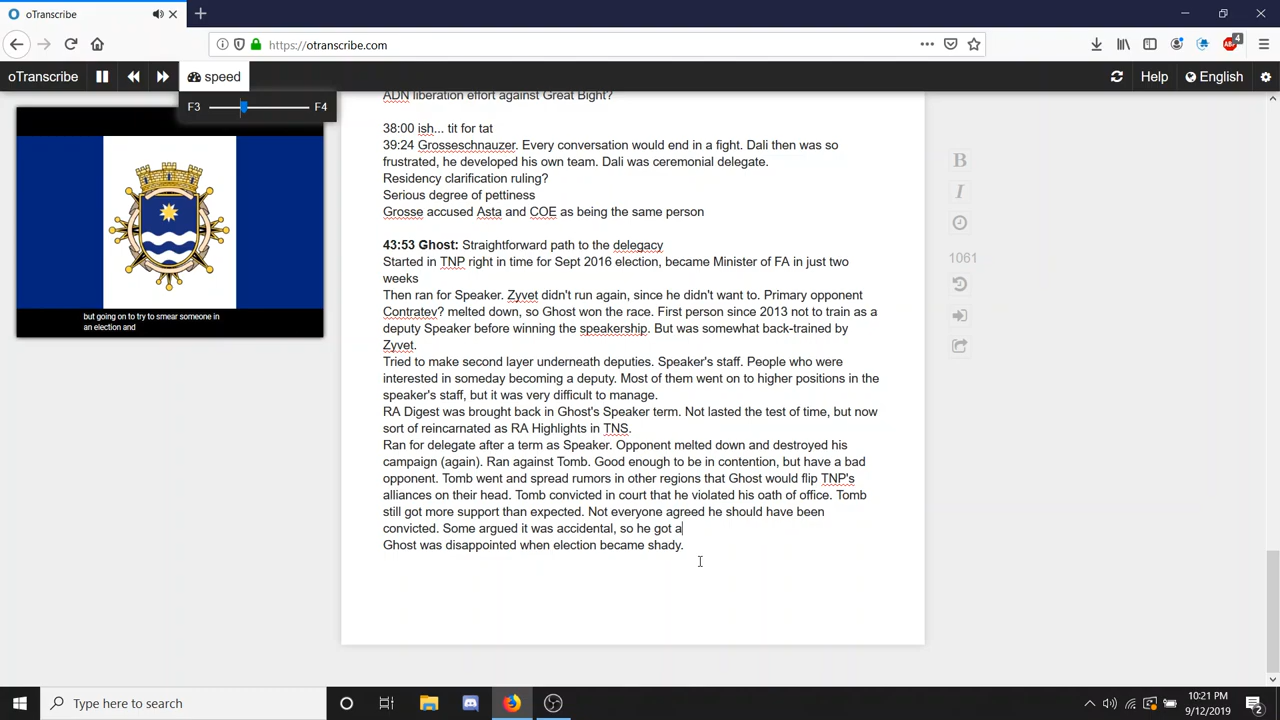 oTranscribe
https://otranscribe.com
4
oTranscribe
speed
Help
English
F3
F4
but going on to try to smear someone in
an election and
ADN liberation effort against Great Bight?
38:00 ish... tit for tat
39:24 Grosseschnauzer. Every conversation would end in a fight. Dali then was so
frustrated, he developed his own team. Dali was ceremonial delegate.
Residency clarification ruling?
Serious degree of pettiness
Grosse accused Asta and COE as being the same person
43:53 Ghost: Straightforward path to the delegacy
Started in TNP right in time for Sept 2016 election, became Minister of FA in just two
weeks
Then ran for Speaker. Zyvet didn't run again, since he didn't want to. Primary opponent
Contratev? melted down, so Ghost won the race. First person since 2013 not to train as a
deputy Speaker before winning the speakership. But was somewhat back-trained by
Zyvet.
Tried to make second layer underneath deputies. Speaker's staff. People who were
interested in someday becoming a deputy. Most of them went on to higher positions in the
speaker's staff, but it was very difficult to manage.
RA Digest was brought back in Ghost's Speaker term. Not lasted the test of time, but now
sort of reincarnated as RA Highlights in TNS.
Ran for delegate after a term as Speaker. Opponent melted down and destroyed his
campaign (again). Ran against Tomb. Good enough to be in contention, but have a bad
opponent. Tomb went and spread rumors in other regions that Ghost would flip TNP's
alliances on their head. Tomb convicted in court that he violated his oath of office. Tomb
still got more support than expected. Not everyone agreed he should have been
convicted. Some argued it was accidental, so he got a
Ghost was disappointed when election became shady.
B
I
1061
Type here to search
10:21 PM
9/12/2019
2